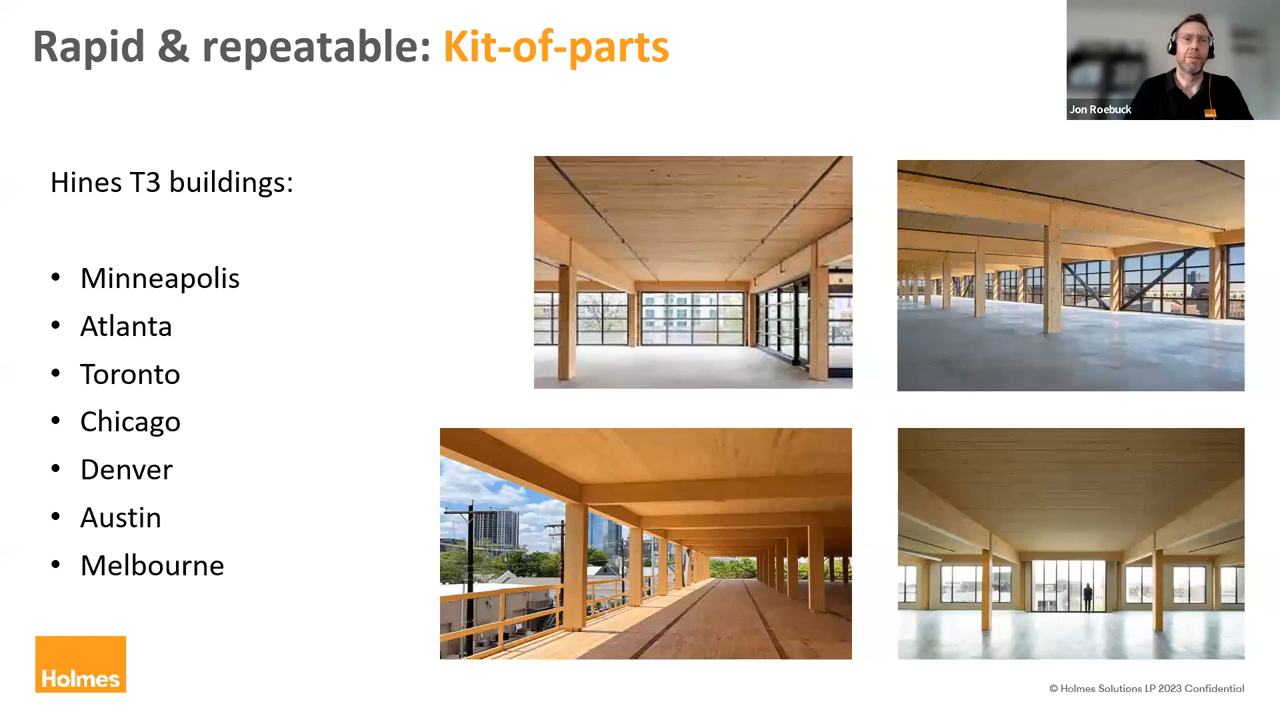 Rapid & repeatable: Kit-of-parts
Jon Roebuck
Hines T3 buildings:
• Minneapolis
• Atlanta
• Toronto
• Chicago
• Denver
• Austin
• Melbourne
Holmes
© Holmes Solutions LP 2023 Confidential